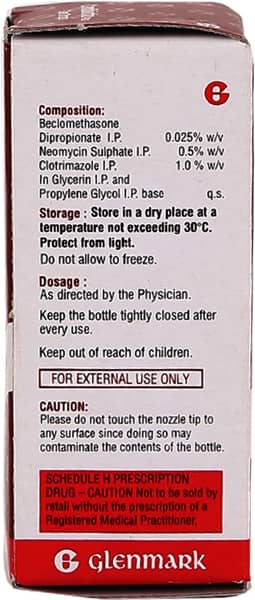 Composition:
Beclomethasone
Dipropionate I.P. 0.025% w/v
Neomycin Sulphate I.P. 0.5% w/v
Clotrimazole I.P. 1.0 % w/v
In Glycerin I.P. and
Propylene Glycol I.P. base q.s.
Storage : Store in a dry place at a
temperature not exceeding 30°C.
Protect from light.
Do not allow to freeze.
Dosage :
As directed by the Physician.
Keep the bottle tightly closed after
every use.
Keep out of reach of children.
FOR EXTERNAL USE ONLY
CAUTION:
Please do not touch the nozzle tip to
any surface since doing so may
contaminate the contents of the bottle.
SCHEDULE H PRESCRIPTION
DRUG – CAUTION Not to be sold by
retail without the prescription of a
Registered Medical Practitioner.
glenmark